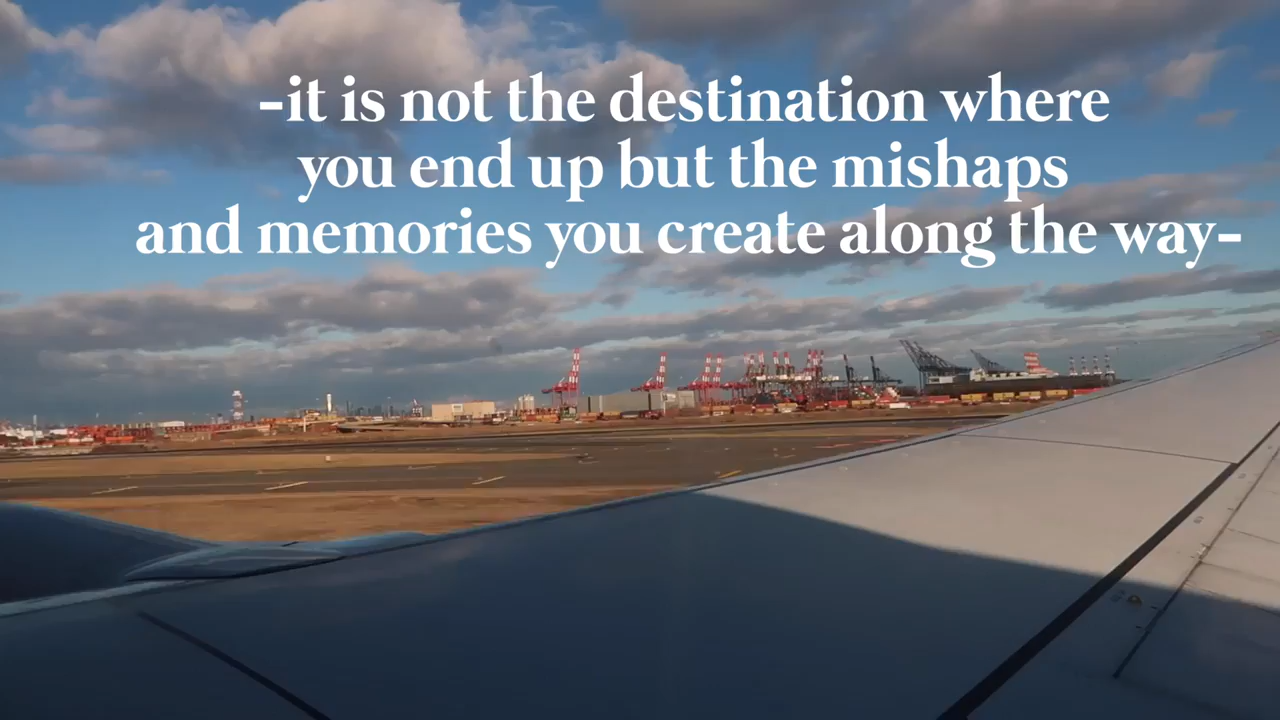 -it is not the destination where
you end up but the mishaps
and memories you create along the way-